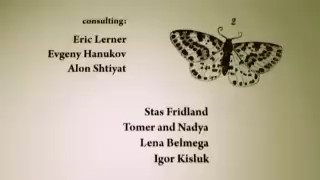 consulting:
Eric Lerner
Evgeny Hanukov
Alon Shtiyat
2
Stas Fridland
Tomer and Nadya
Lena Belmega
Igor Kisluk